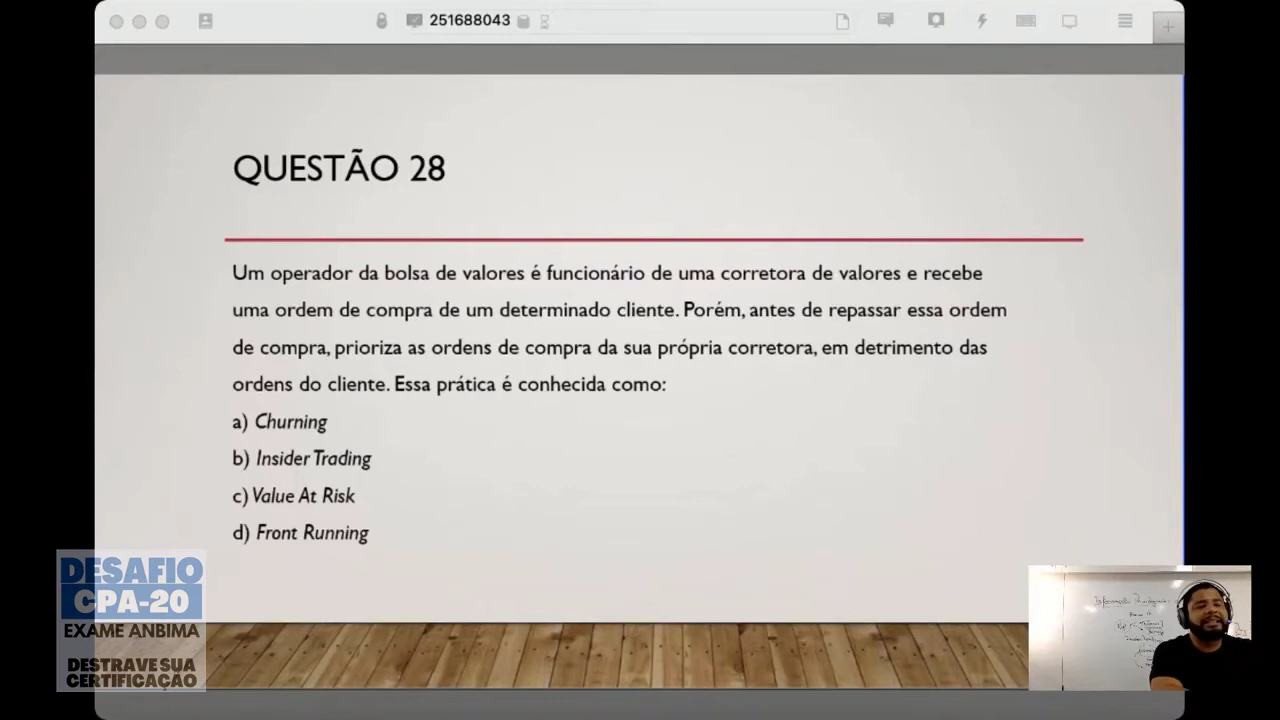 251688043
QUESTÃO 28
Um operador da bolsa de valores é funcionário de uma corretora de valores e recebe
uma ordem de compra de um determinado cliente. Porém, antes de repassar essa ordem
de compra, prioriza as ordens de compra da sua própria corretora, em detrimento das
ordens do cliente. Essa prática é conhecida como:
a) Churning
b) Insider Trading
c) Value At Risk
d) Front Running
DESAFIO
CPA-20
EXAME ANBIMA
DESTRAVE SUA
CERTIFICAÇÃO